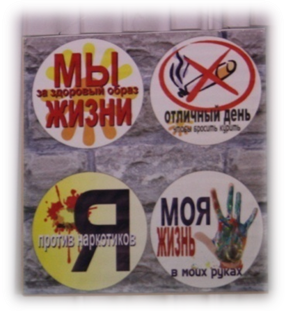 МЫ
за здоровый образ
ЖИЗНИ
ОТЛИЧНЫЙ ДЕНЬ
чтобы бросить курить
Я
против наркотиков
МОЯ
ЖИЗНЬ
в моих руках